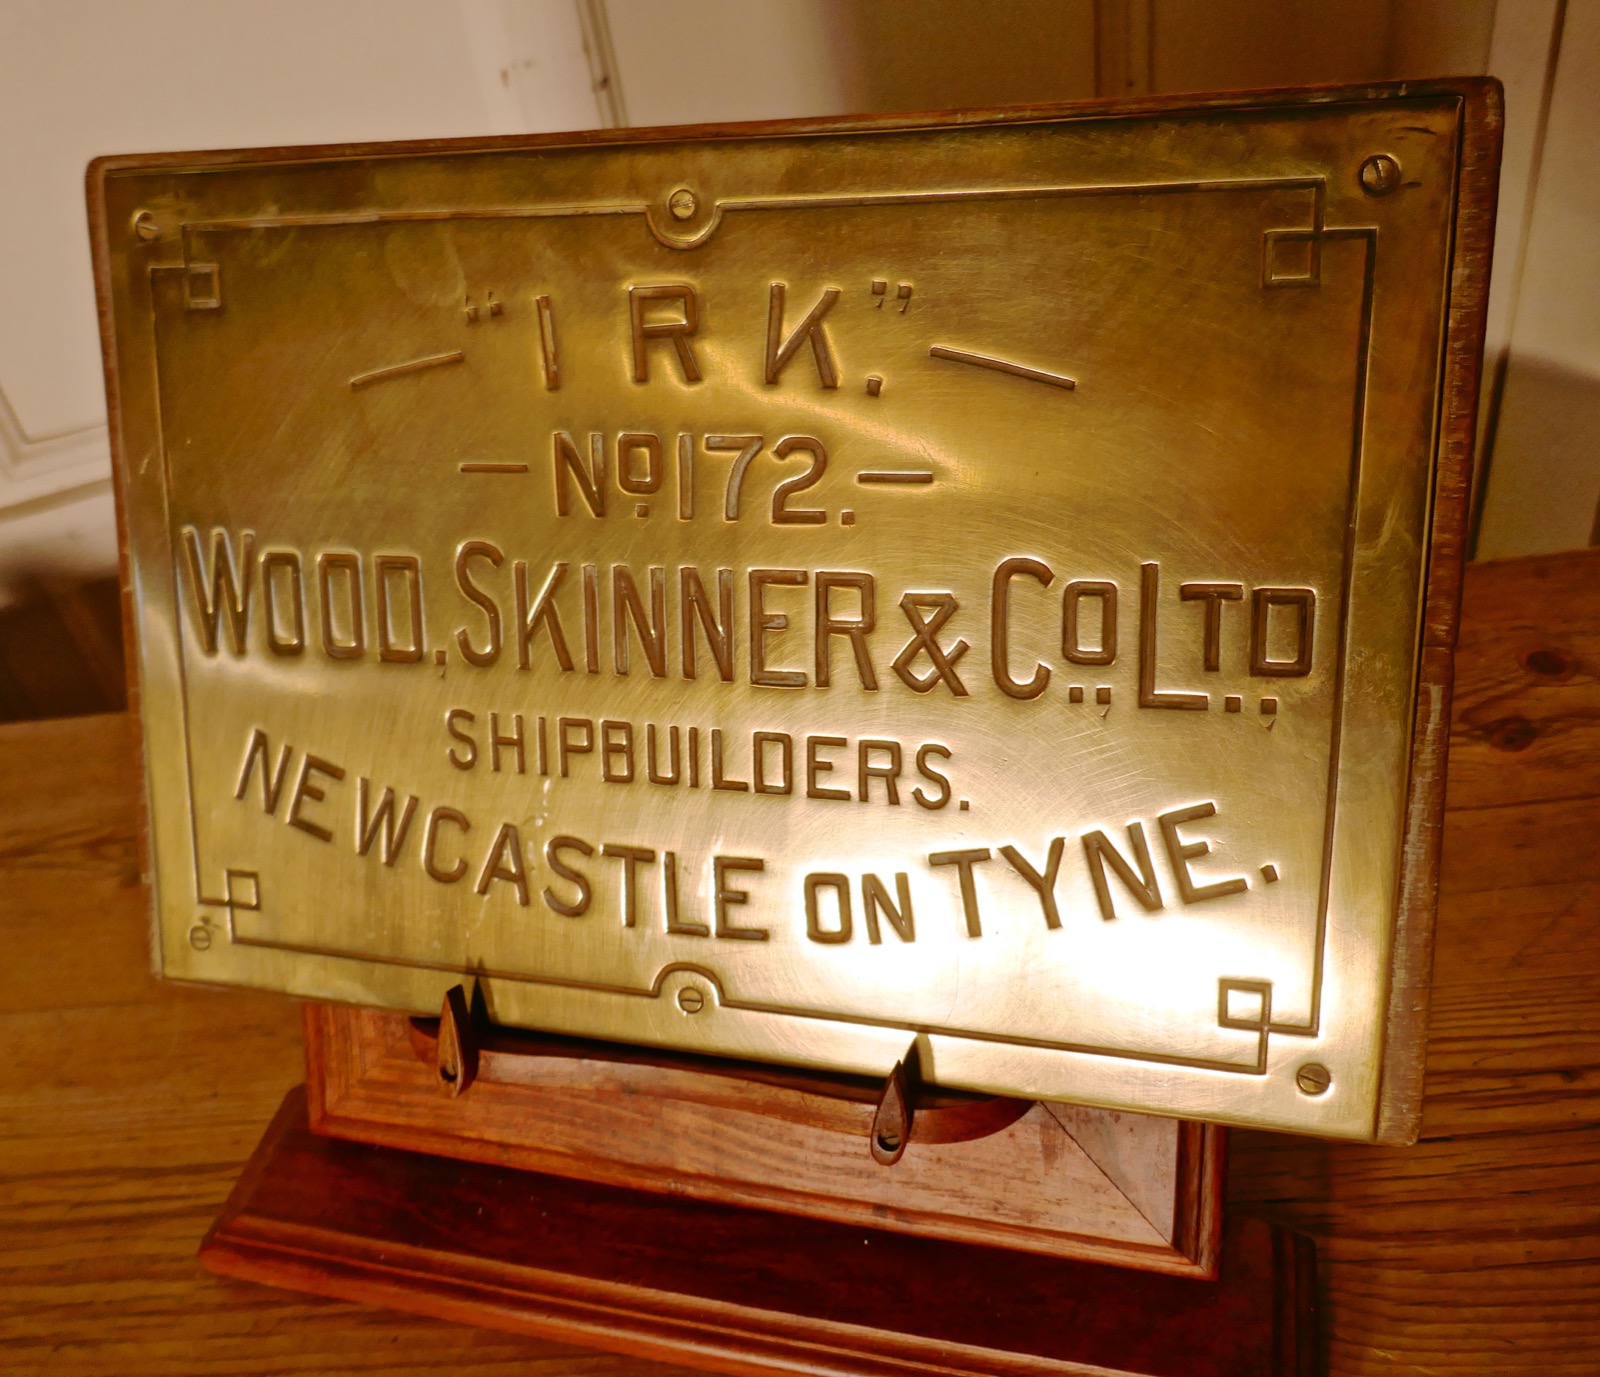 “IRK.”
— No. 172. —
WOOD, SKINNER & Co LTD
SHIPBUILDERS.
NEWCASTLE ON TYNE.